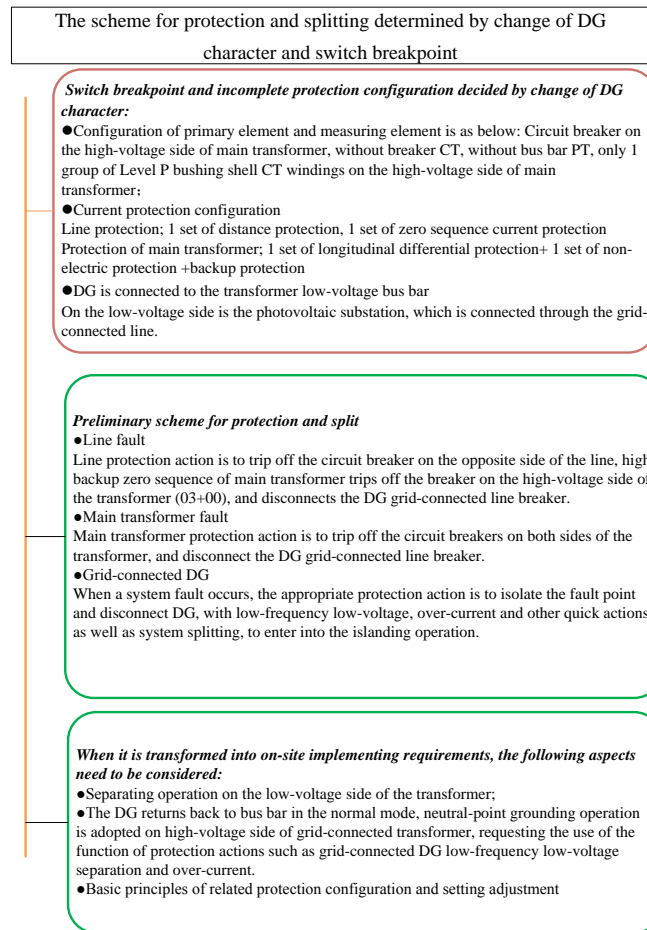 The scheme for protection and splitting determined by change of DG
character and switch breakpoint
Switch breakpoint and incomplete protection configuration decided by change of DG
character:
●Configuration of primary element and measuring element is as below: Circuit breaker on
the high-voltage side of main transformer, without breaker CT, without bus bar PT, only 1
group of Level P bushing shell CT windings on the high-voltage side of main
transformer;
●Current protection configuration
Line protection; 1 set of distance protection, 1 set of zero sequence current protection
Protection of main transformer; 1 set of longitudinal differential protection+ 1 set of non-
electric protection +backup protection
●DG is connected to the transformer low-voltage bus bar
On the low-voltage side is the photovoltaic substation, which is connected through the grid-
connected line.
Preliminary scheme for protection and split
●Line fault
Line protection action is to trip off the circuit breaker on the opposite side of the line, high
backup zero sequence of main transformer trips off the breaker on the high-voltage side of
the transformer (03+00), and disconnects the DG grid-connected line breaker.
●Main transformer fault
Main transformer protection action is to trip off the circuit breakers on both sides of the
transformer, and disconnect the DG grid-connected line breaker.
●Grid-connected DG
When a system fault occurs, the appropriate protection action is to isolate the fault point
and disconnect DG, with low-frequency low-voltage, over-current and other quick actions
as well as system splitting, to enter into the islanding operation.
When it is transformed into on-site implementing requirements, the following aspects
need to be considered:
●Separating operation on the low-voltage side of the transformer;
●The DG returns back to bus bar in the normal mode, neutral-point grounding operation
is adopted on high-voltage side of grid-connected transformer, requesting the use of the
function of protection actions such as grid-connected DG low-frequency low-voltage
separation and over-current.
●Basic principles of related protection configuration and setting adjustment